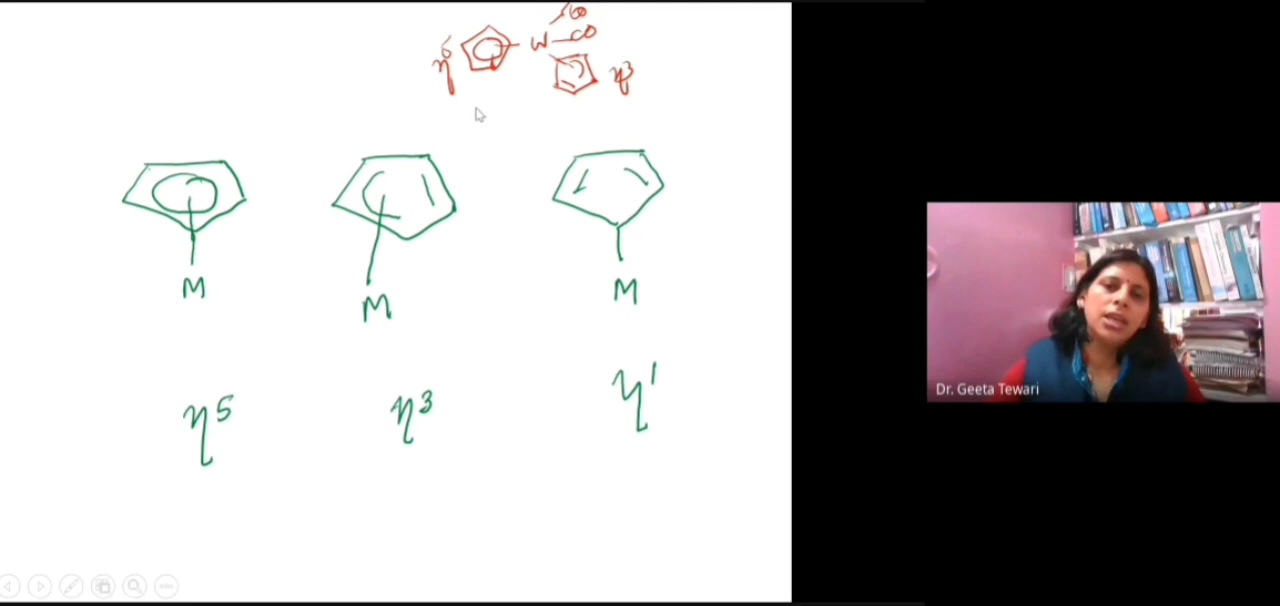 CO
η⁵ W—CO
η³
M M M
η⁵ η³ η¹
Dr. Geeta Tewari